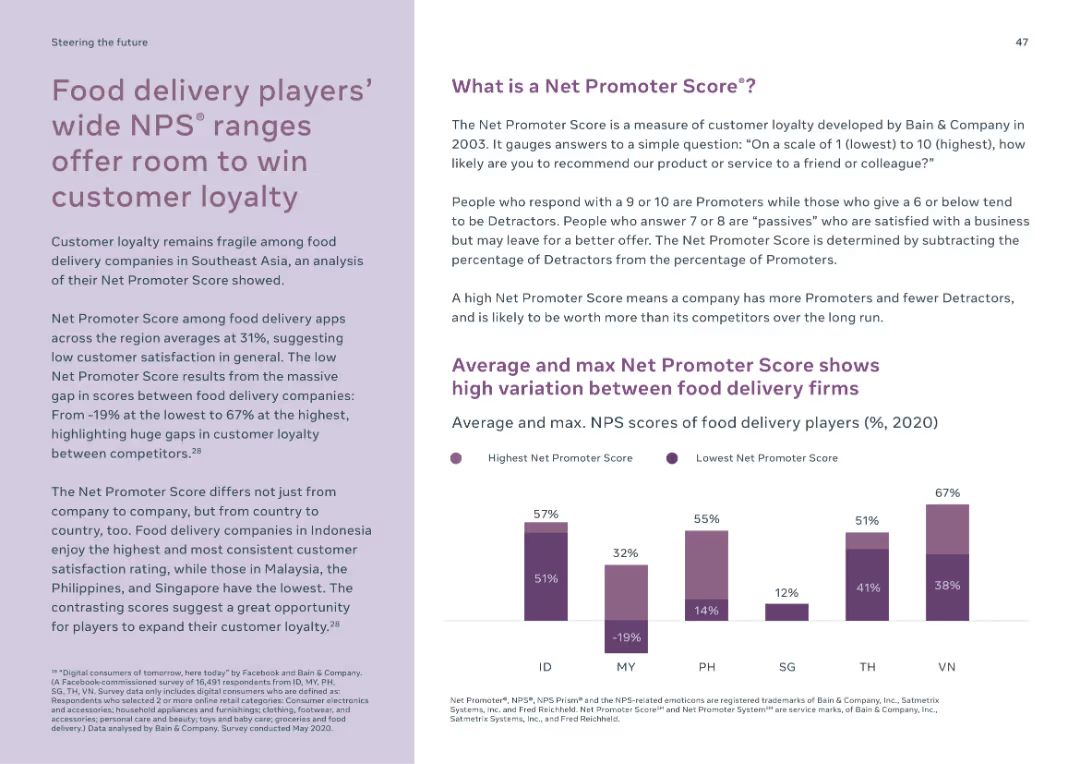 Steering the future
47
Food delivery players’
wide NPS® ranges
offer room to win
customer loyalty
Customer loyalty remains fragile among food
delivery companies in Southeast Asia, an analysis
of their Net Promoter Score showed.
Net Promoter Score among food delivery apps
across the region averages at 31%, suggesting
low customer satisfaction in general. The low
Net Promoter Score results from the massive
gap in scores between food delivery companies:
From -19% at the lowest to 67% at the highest,
highlighting huge gaps in customer loyalty
between competitors.²⁸
The Net Promoter Score differs not just from
company to company, but from country to
country, too. Food delivery companies in Indonesia
enjoy the highest and most consistent customer
satisfaction rating, while those in Malaysia, the
Philippines, and Singapore have the lowest. The
contrasting scores suggest a great opportunity
for players to expand their customer loyalty.²⁸
²⁸ “Digital consumers of tomorrow, here today” by Facebook and Bain & Company.
(A Facebook-commissioned survey of 16,491 respondents from ID, MY, PH,
SG, TH, VN. Survey data only includes digital consumers who are defined as:
Respondents who selected 2 or more online retail categories: Consumer electronics
and accessories; household appliances and furnishings; clothing, footwear, and
accessories; personal care and beauty; toys and baby care; groceries and food
delivery.) Data analysed by Bain & Company. Survey conducted May 2020.
What is a Net Promoter Score®?
The Net Promoter Score is a measure of customer loyalty developed by Bain & Company in
2003. It gauges answers to a simple question: “On a scale of 1 (lowest) to 10 (highest), how
likely are you to recommend our product or service to a friend or colleague?”
People who respond with a 9 or 10 are Promoters while those who give a 6 or below tend
to be Detractors. People who answer 7 or 8 are “passives” who are satisfied with a business
but may leave for a better offer. The Net Promoter Score is determined by subtracting the
percentage of Detractors from the percentage of Promoters.
A high Net Promoter Score means a company has more Promoters and fewer Detractors,
and is likely to be worth more than its competitors over the long run.
Average and max Net Promoter Score shows
high variation between food delivery firms
Average and max. NPS scores of food delivery players (%, 2020)
Highest Net Promoter Score
Lowest Net Promoter Score
57%
51%
32%
-19%
55%
14%
12%
51%
41%
67%
38%
ID
MY
PH
SG
TH
VN
Net Promoter®, NPS®, NPS Prism® and the NPS-related emoticons are registered trademarks of Bain & Company, Inc., Satmetrix
Systems, Inc. and Fred Reichheld. Net Promoter Score℠ and Net Promoter System℠ are service marks, of Bain & Company, Inc.,
Satmetrix Systems, Inc., and Fred Reichheld.